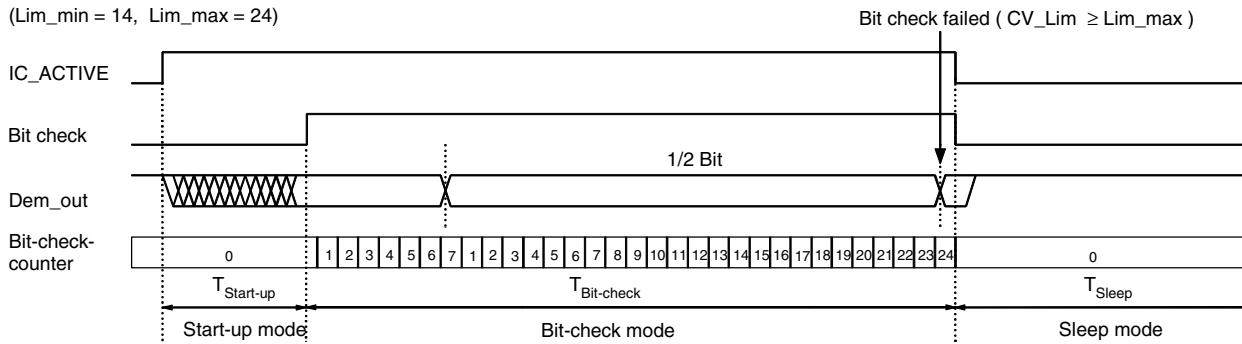 (Lim_min = 14, Lim_max = 24)
Bit check failed ( CV_Lim ≥ Lim_max )
IC_ACTIVE
Bit check
1/2 Bit
Dem_out
Bit-check-
counter
0 1 2 3 4 5 6 7 1 2 3 4 5 6 7 8 9 10 11 12 13 14 15 16 17 18 19 20 21 22 23 24 0
TStart-up TBit-check TSleep
Start-up mode Bit-check mode Sleep mode